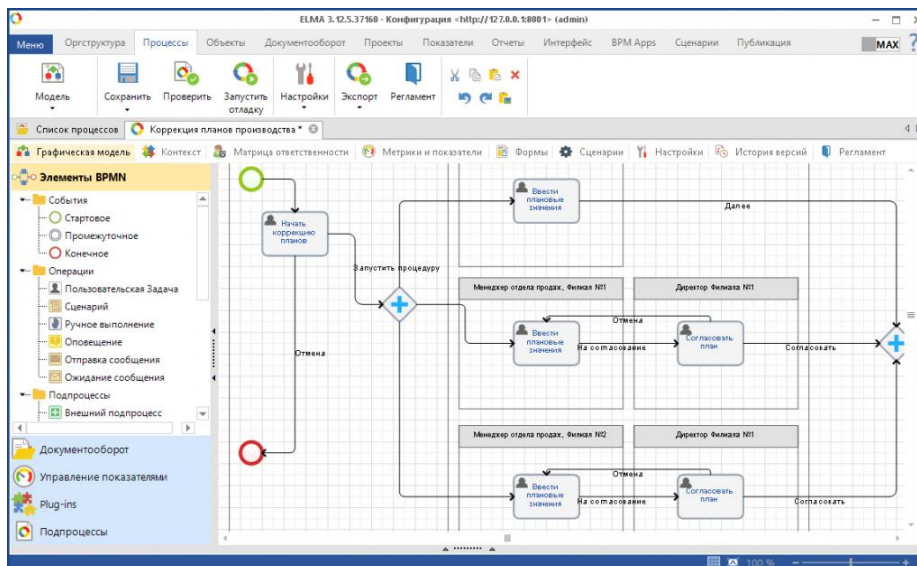 ELMA 3.12.5.37160 - Конфигурация <http://127.0.0.1:8001> (admin)
Меню Оргструктура Процессы Объекты Документооборот Проекты Показатели Отчеты Интерфейс BPM Apps Сценарии Публикация MAX ?
Модель Сохранить Проверить Запустить отладку Настройки Экспорт Регламент
Список процессов Коррекция планов производства *
Графическая модель Контекст Матрица ответственности Метрики и показатели Формы Сценарии Настройки История версий Регламент
Элементы BPMN
События
Стартовое
Промежуточное
Конечное
Операции
Пользовательская Задача
Сценарий
Ручное выполнение
Оповещение
Отправка сообщения
Ожидание сообщения
Подпроцессы
Внешний подпроцесс
Документооборот
Управление показателями
Plug-ins
Подпроцессы
Ввести
плановые
значения
Далее
Начать
коррекцию
планов
Запустить процедуру
Отмена
Менеджер отдела продаж, Филиал №1 Директор Филиала №1
Отмена
Ввести
плановые
значения
На согласование
Согласовать
план
Согласовать
Менеджер отдела продаж, Филиал №2 Директор Филиала №1
Отмена
Ввести
плановые
значения
На согласование
Согласовать
план
Согласовать
100 %